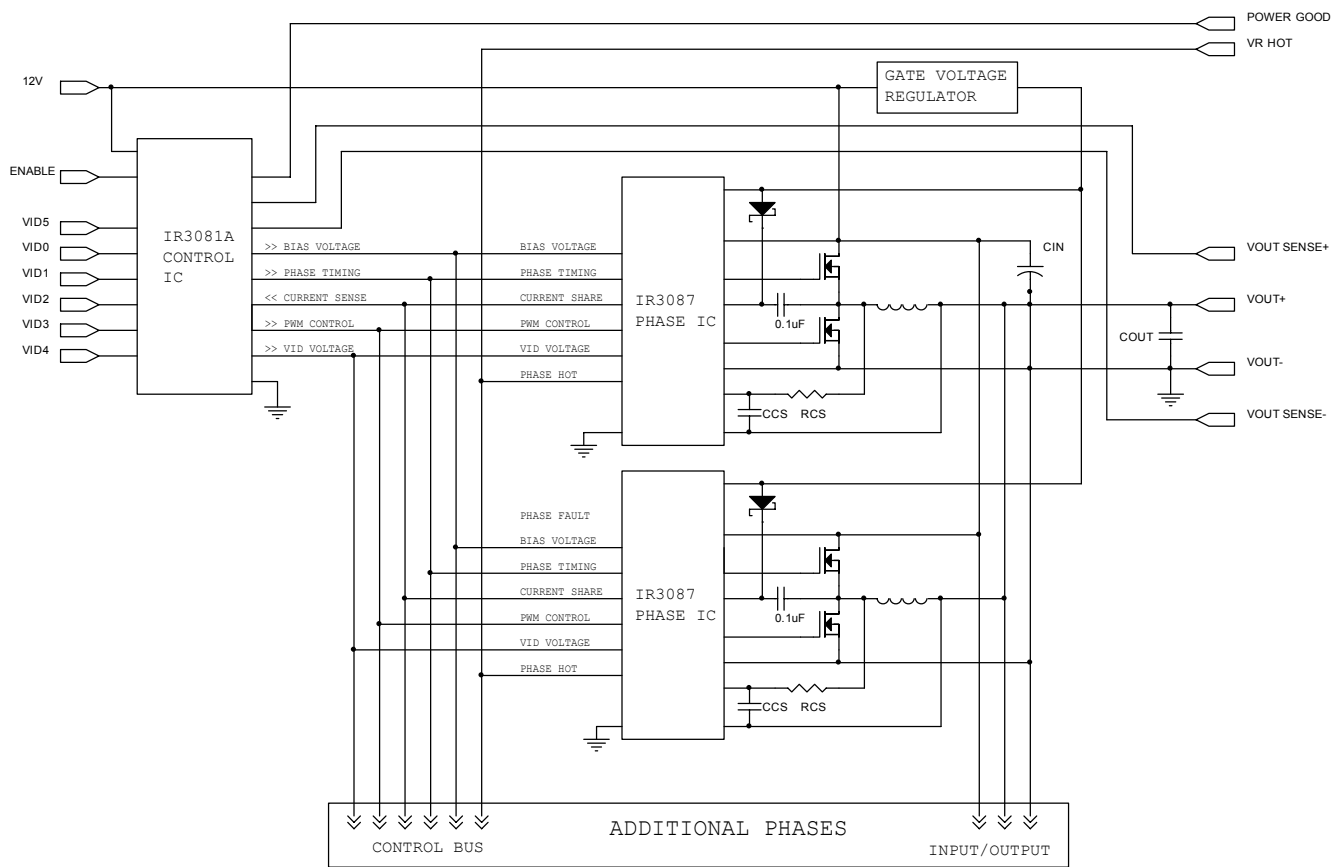 POWER GOOD
VR HOT
12V
GATE VOLTAGE
REGULATOR
ENABLE
VID5
VID0
VID1
VID2
VID3
VID4
IR3081A
CONTROL
IC
>> BIAS VOLTAGE
>> PHASE TIMING
<< CURRENT SENSE
>> PWM CONTROL
>> VID VOLTAGE
BIAS VOLTAGE
PHASE TIMING
CURRENT SHARE
PWM CONTROL
VID VOLTAGE
PHASE HOT
IR3087
PHASE IC
0.1uF
CCS
RCS
CIN
COUT
VOUT SENSE+
VOUT+
VOUT-
VOUT SENSE-
PHASE FAULT
BIAS VOLTAGE
PHASE TIMING
CURRENT SHARE
PWM CONTROL
VID VOLTAGE
PHASE HOT
IR3087
PHASE IC
0.1uF
CCS
RCS
ADDITIONAL PHASES
CONTROL BUS
INPUT/OUTPUT